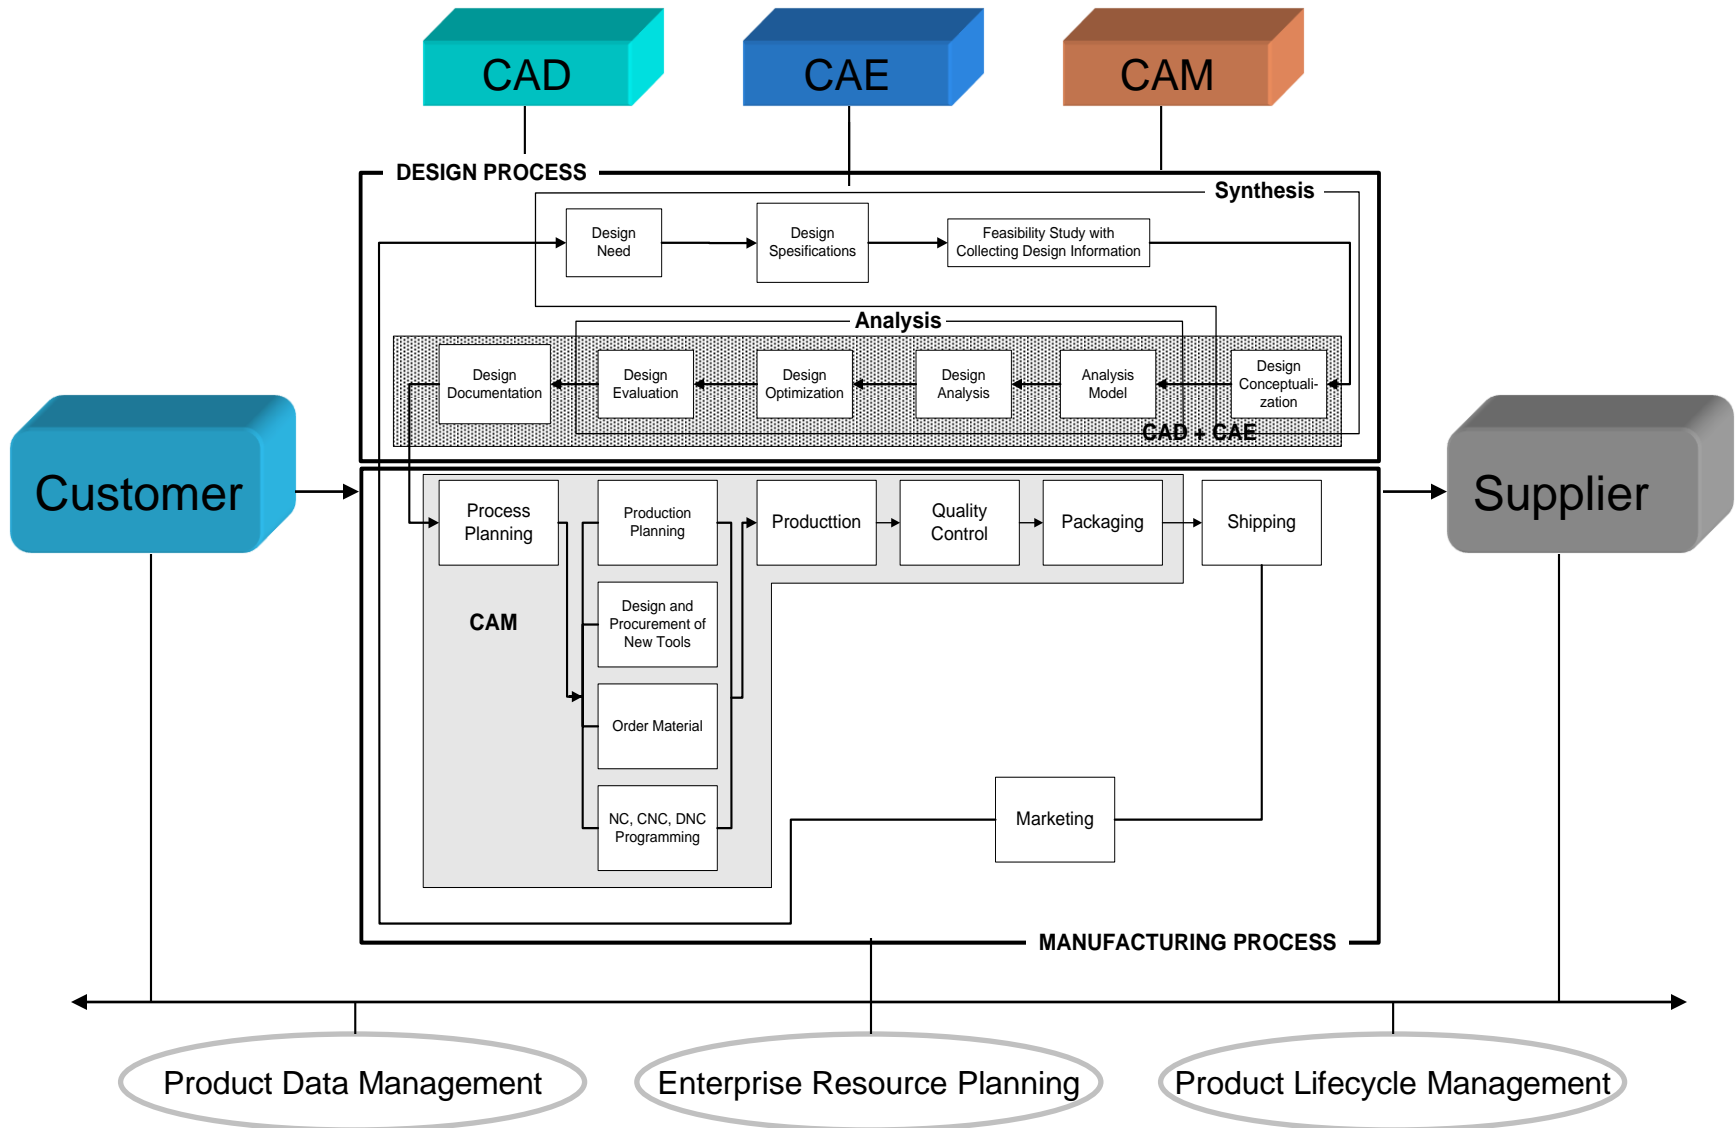 CAD
CAE
CAM
DESIGN PROCESS
Synthesis
Design
Need
Design
Spesifications
Feasibility Study with
Collecting Design Information
Analysis
Design
Documentation
Design
Evaluation
Design
Optimization
Design
Analysis
Analysis
Model
Design
Conceptuali-
zation
CAD + CAE
Customer
Supplier
Process
Planning
Production
Planning
Producttion
Quality
Control
Packaging
Shipping
CAM
Design and
Procurement of
New Tools
Order Material
NC, CNC, DNC
Programming
Marketing
MANUFACTURING PROCESS
Product Data Management
Enterprise Resource Planning
Product Lifecycle Management